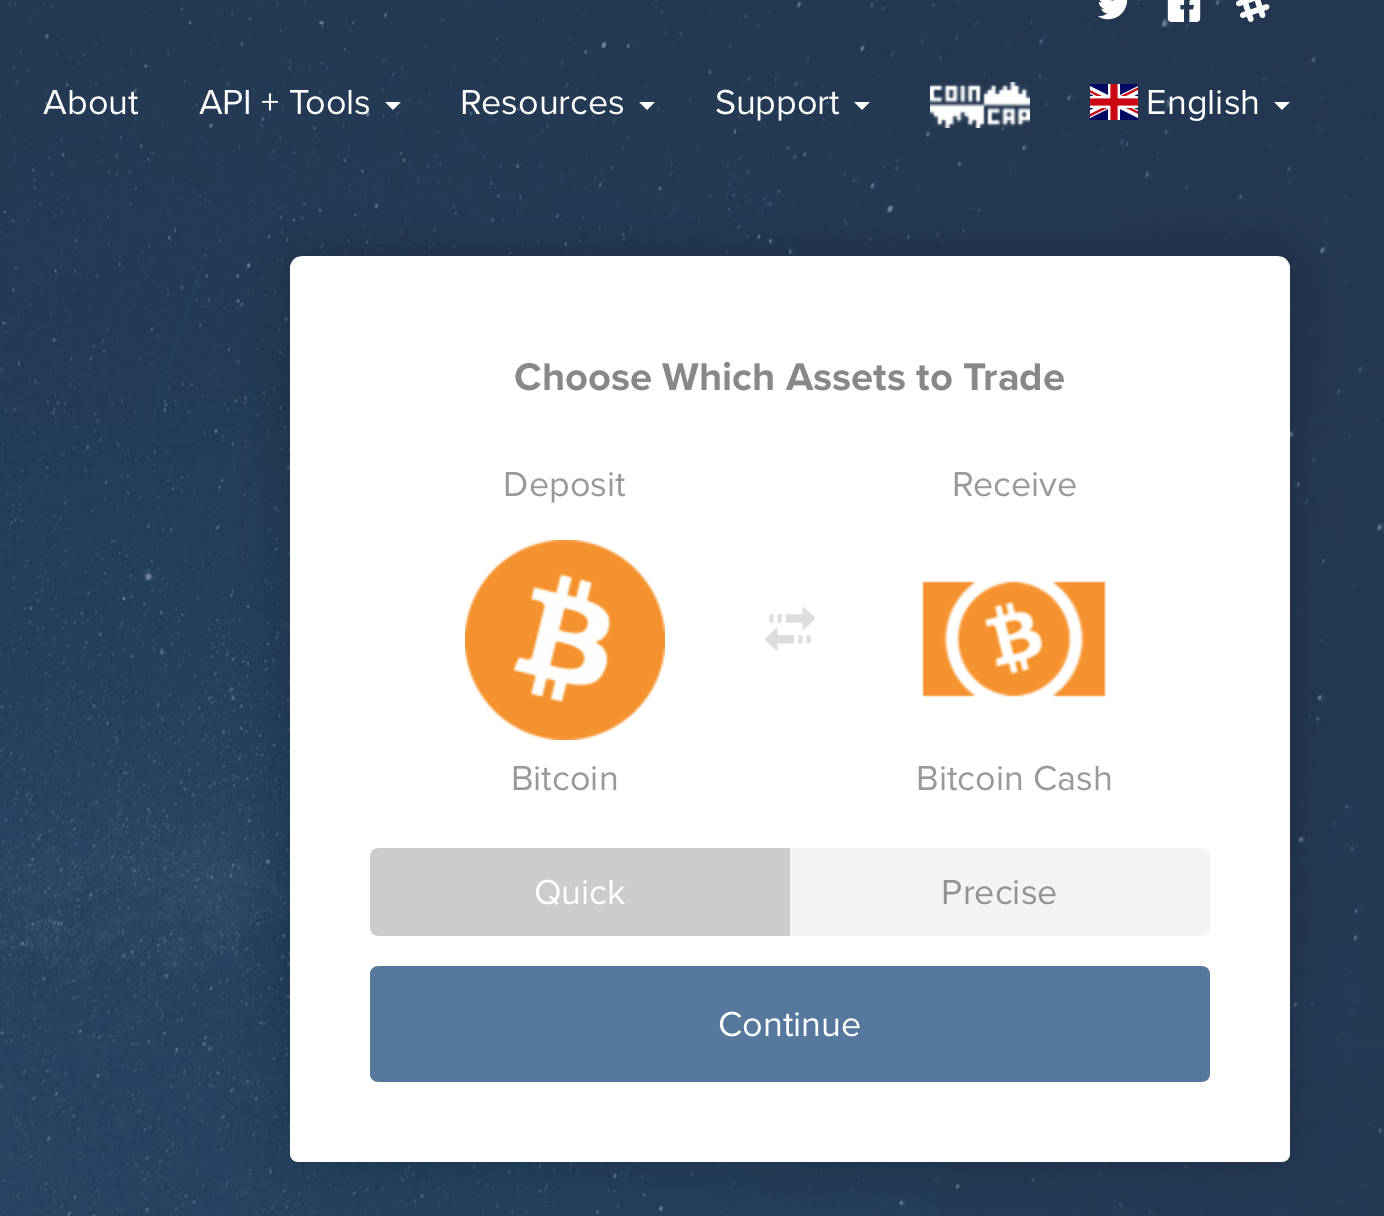 About API + Tools Resources Support COIN CAP English
Choose Which Assets to Trade
Deposit Receive
Bitcoin Bitcoin Cash
Quick Precise
Continue